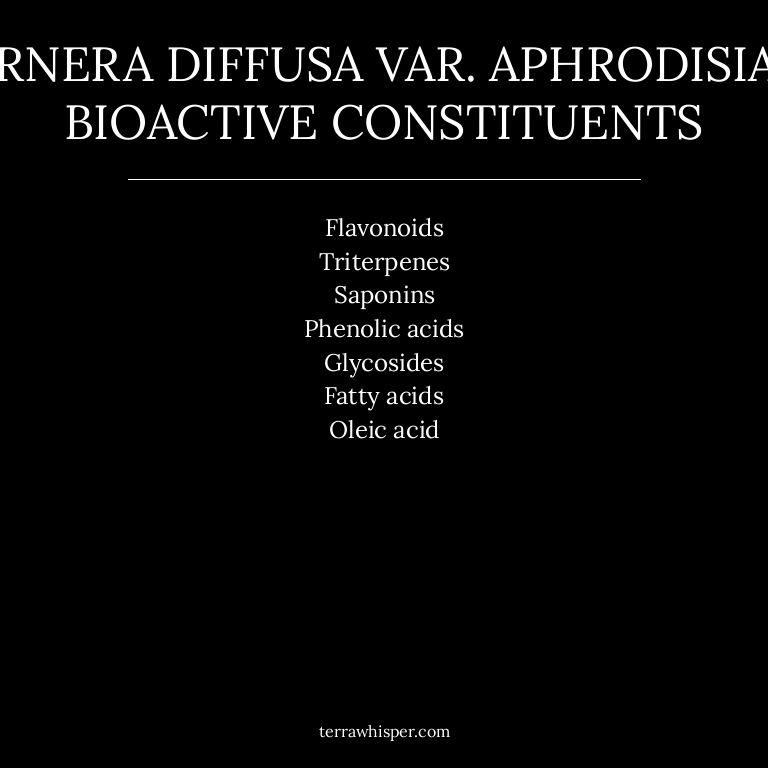 RNERA DIFFUSA VAR. APHRODISIA
BIOACTIVE CONSTITUENTS
Flavonoids
Triterpenes
Saponins
Phenolic acids
Glycosides
Fatty acids
Oleic acid
terrawhisper.com